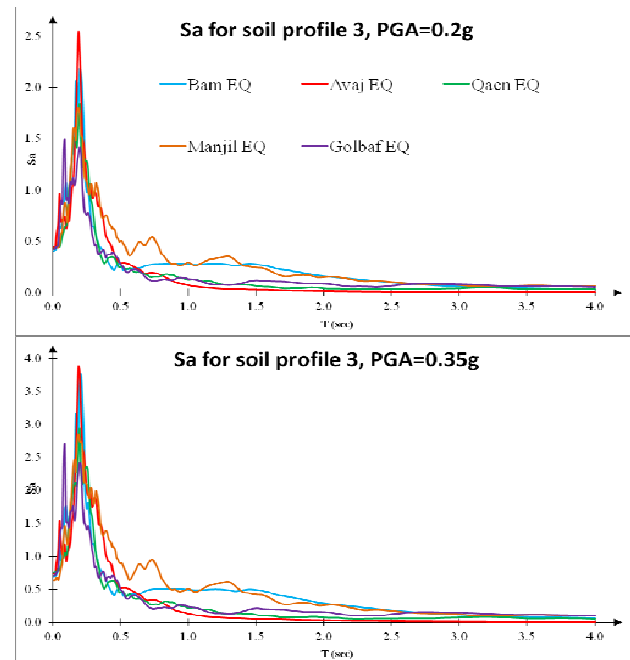 Sa for soil profile 3, PGA=0.2g
2.5
Bam EQ Avaj EQ Qaen EQ
2.0
Manjil EQ Golbaf EQ
1.5
Sa
1.0
0.5
0.0
0.0 0.5 1.0 1.5 2.0 2.5 3.0 3.5 4.0
T (sec)
Sa for soil profile 3, PGA=0.35g
4.0
3.5
3.0
2.5
2.0
Sa
1.5
1.0
0.5
0.0
0.0 0.5 1.0 1.5 2.0 2.5 3.0 3.5 4.0
T (sec)